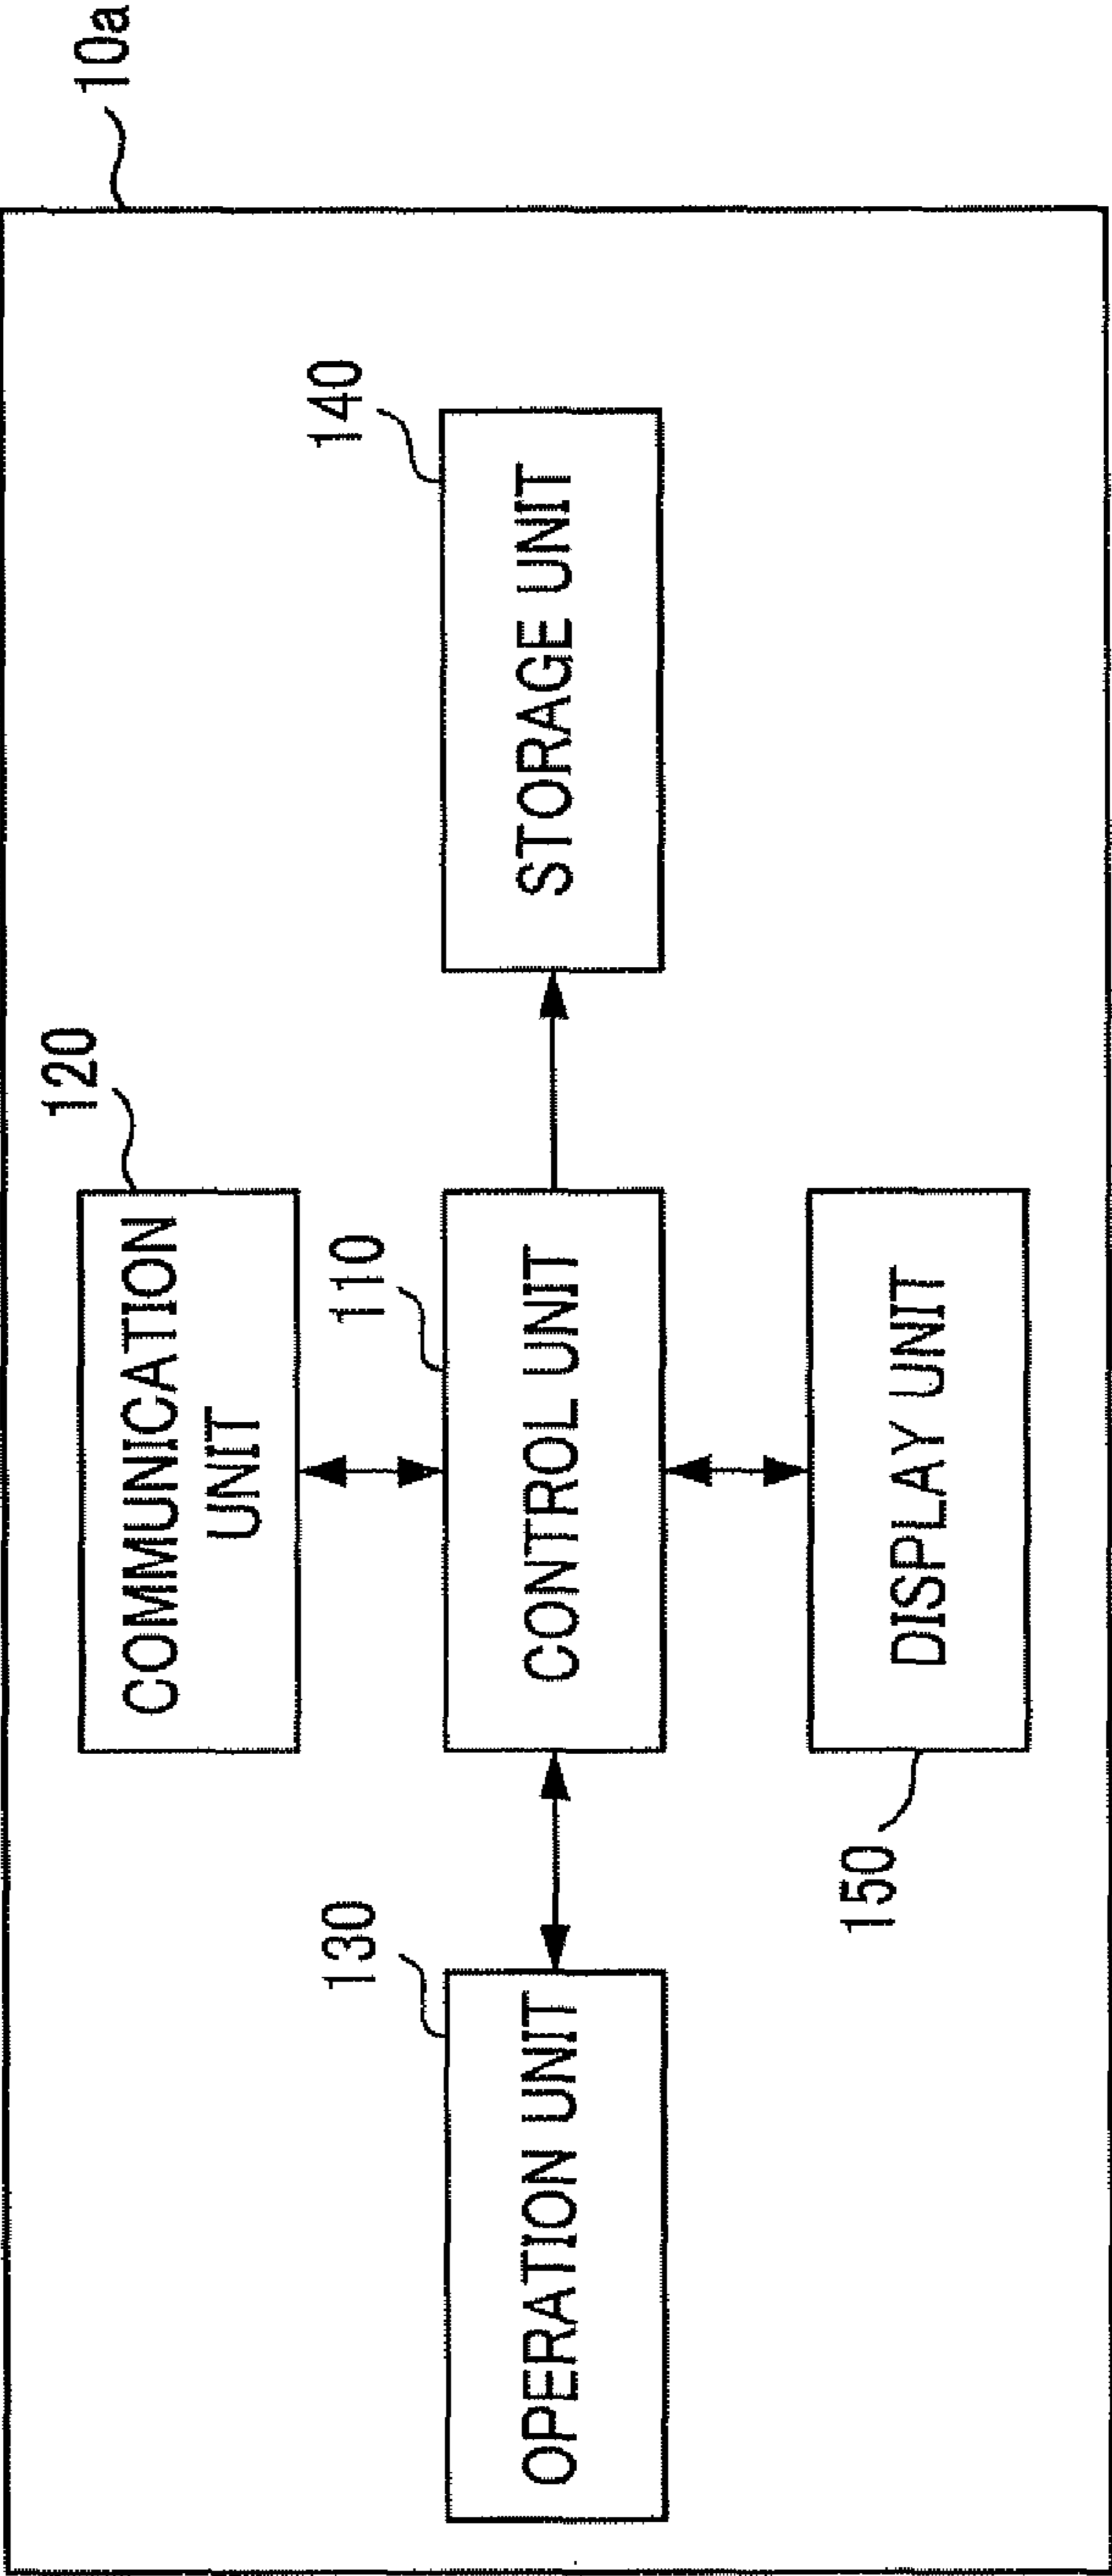 10a
120
COMMUNICATION
UNIT
130
OPERATION UNIT
110
CONTROL UNIT
140
STORAGE UNIT
150
DISPLAY UNIT